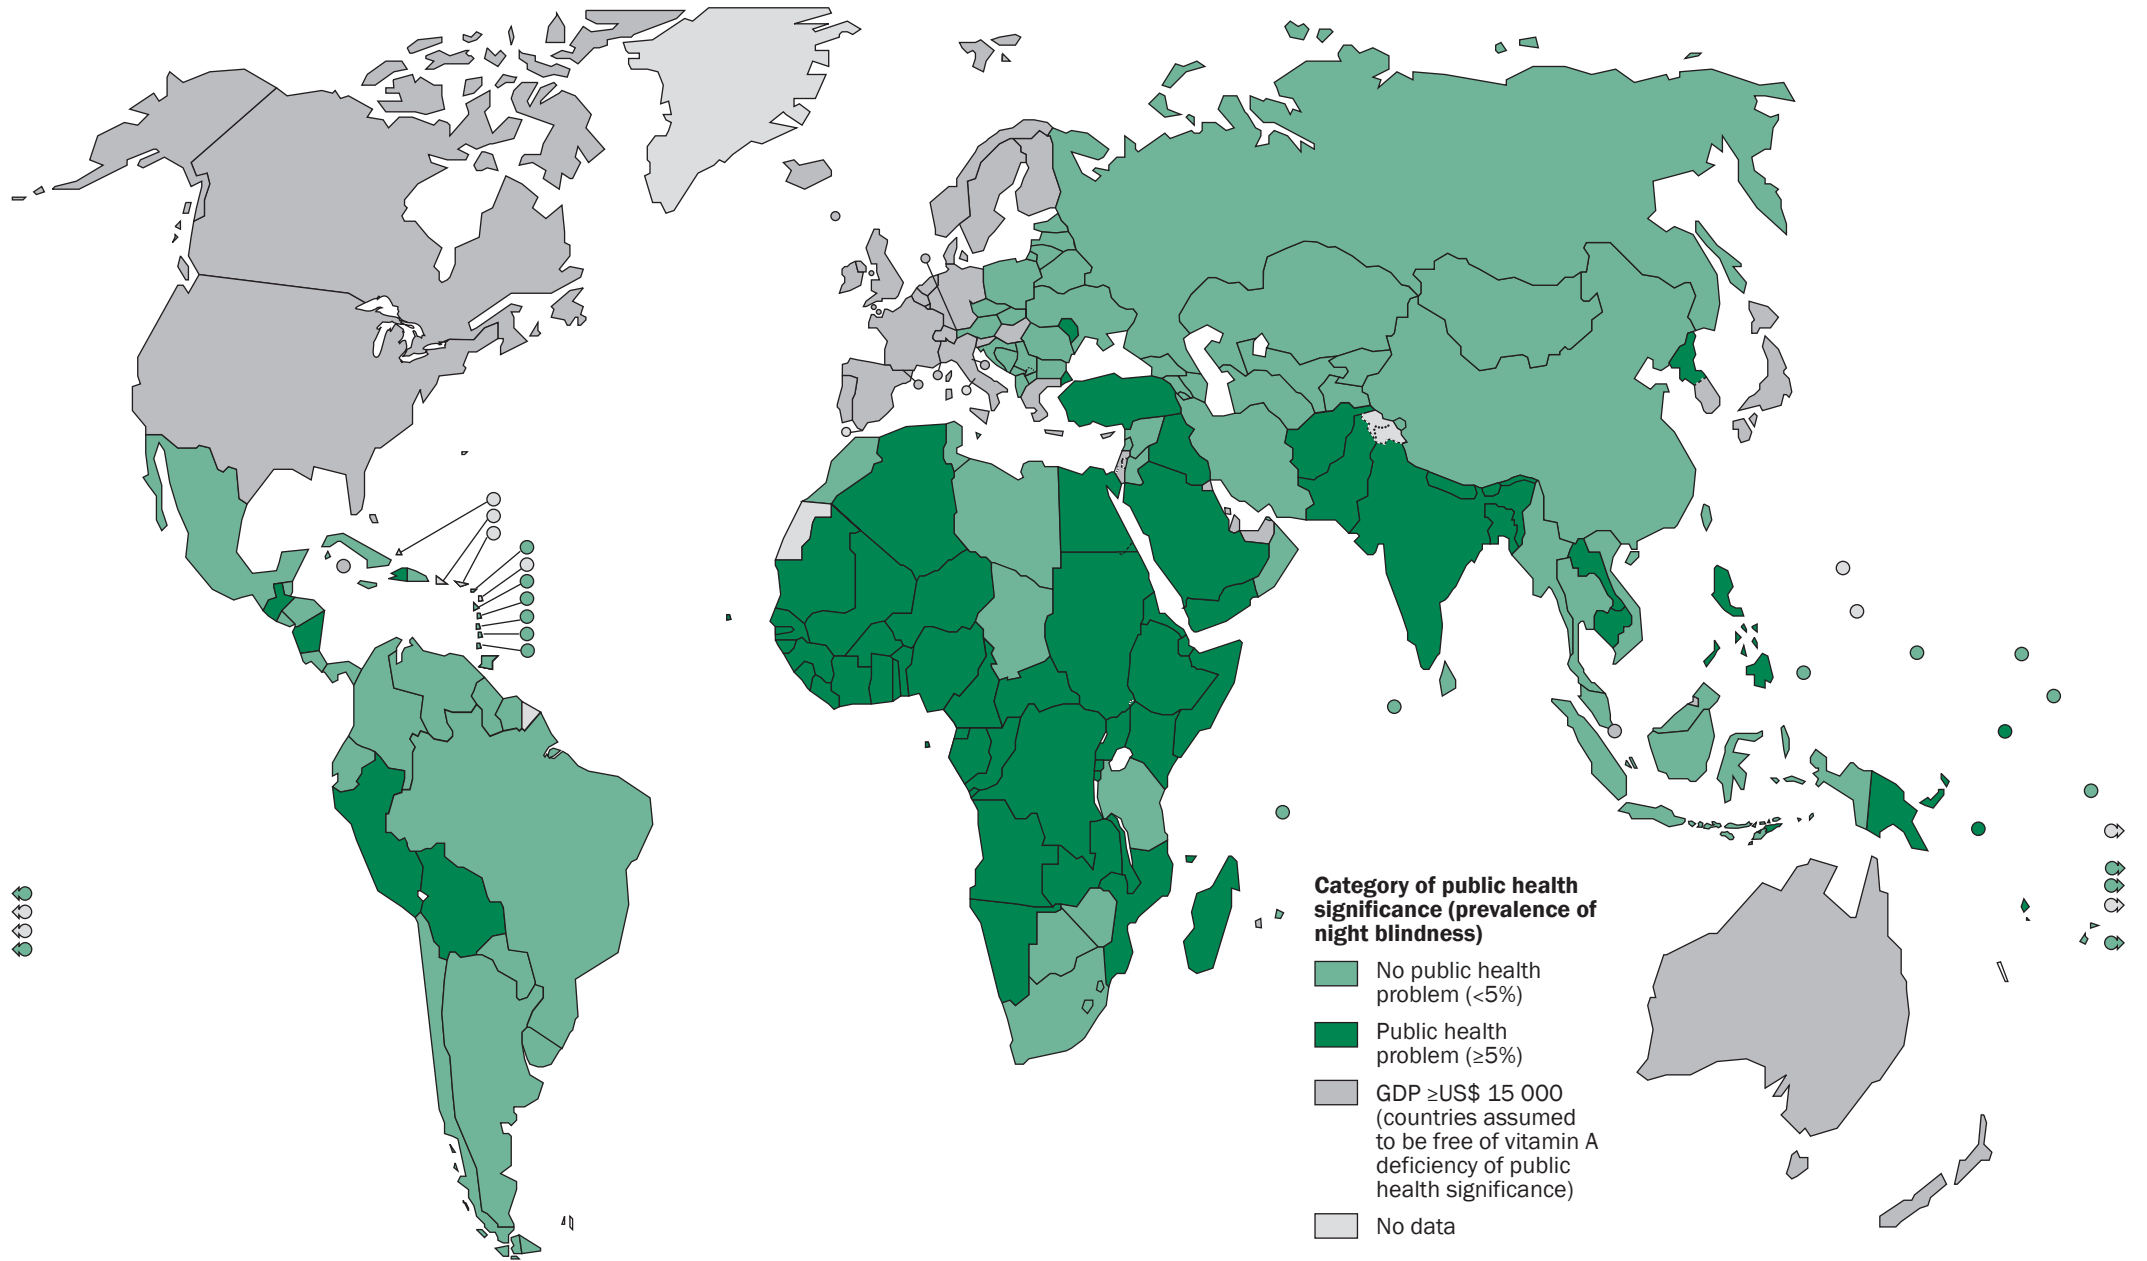 Category of public health
significance (prevalence of
night blindness)
No public health
problem (<5%)
Public health
problem (≥5%)
GDP ≥US$ 15 000
(countries assumed
to be free of vitamin A
deficiency of public
health significance)
No data